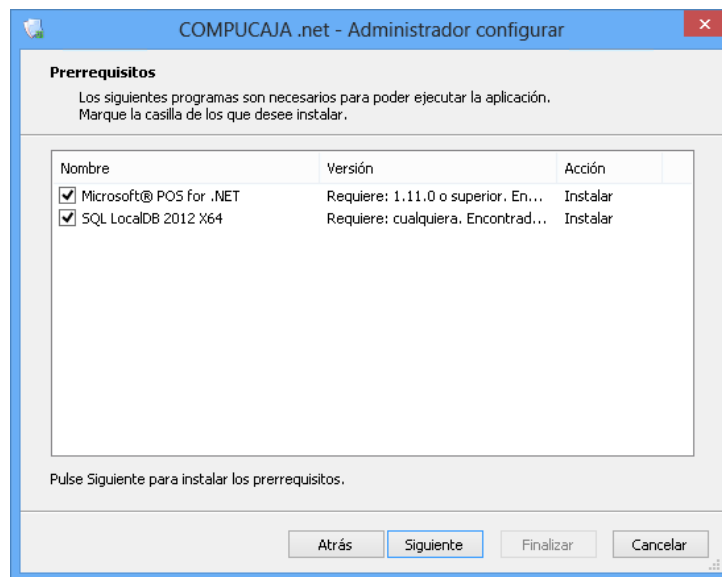 COMPUCAJA .net - Administrador configurar
Prerrequisitos
Los siguientes programas son necesarios para poder ejecutar la aplicación.
Marque la casilla de los que desee instalar.
Nombre Versión Acción
Microsoft® POS for .NET Requiere: 1.11.0 o superior. En... Instalar
SQL LocalDB 2012 X64 Requiere: cualquiera. Encontrad... Instalar
Pulse Siguiente para instalar los prerrequisitos.
Atrás Siguiente Finalizar Cancelar